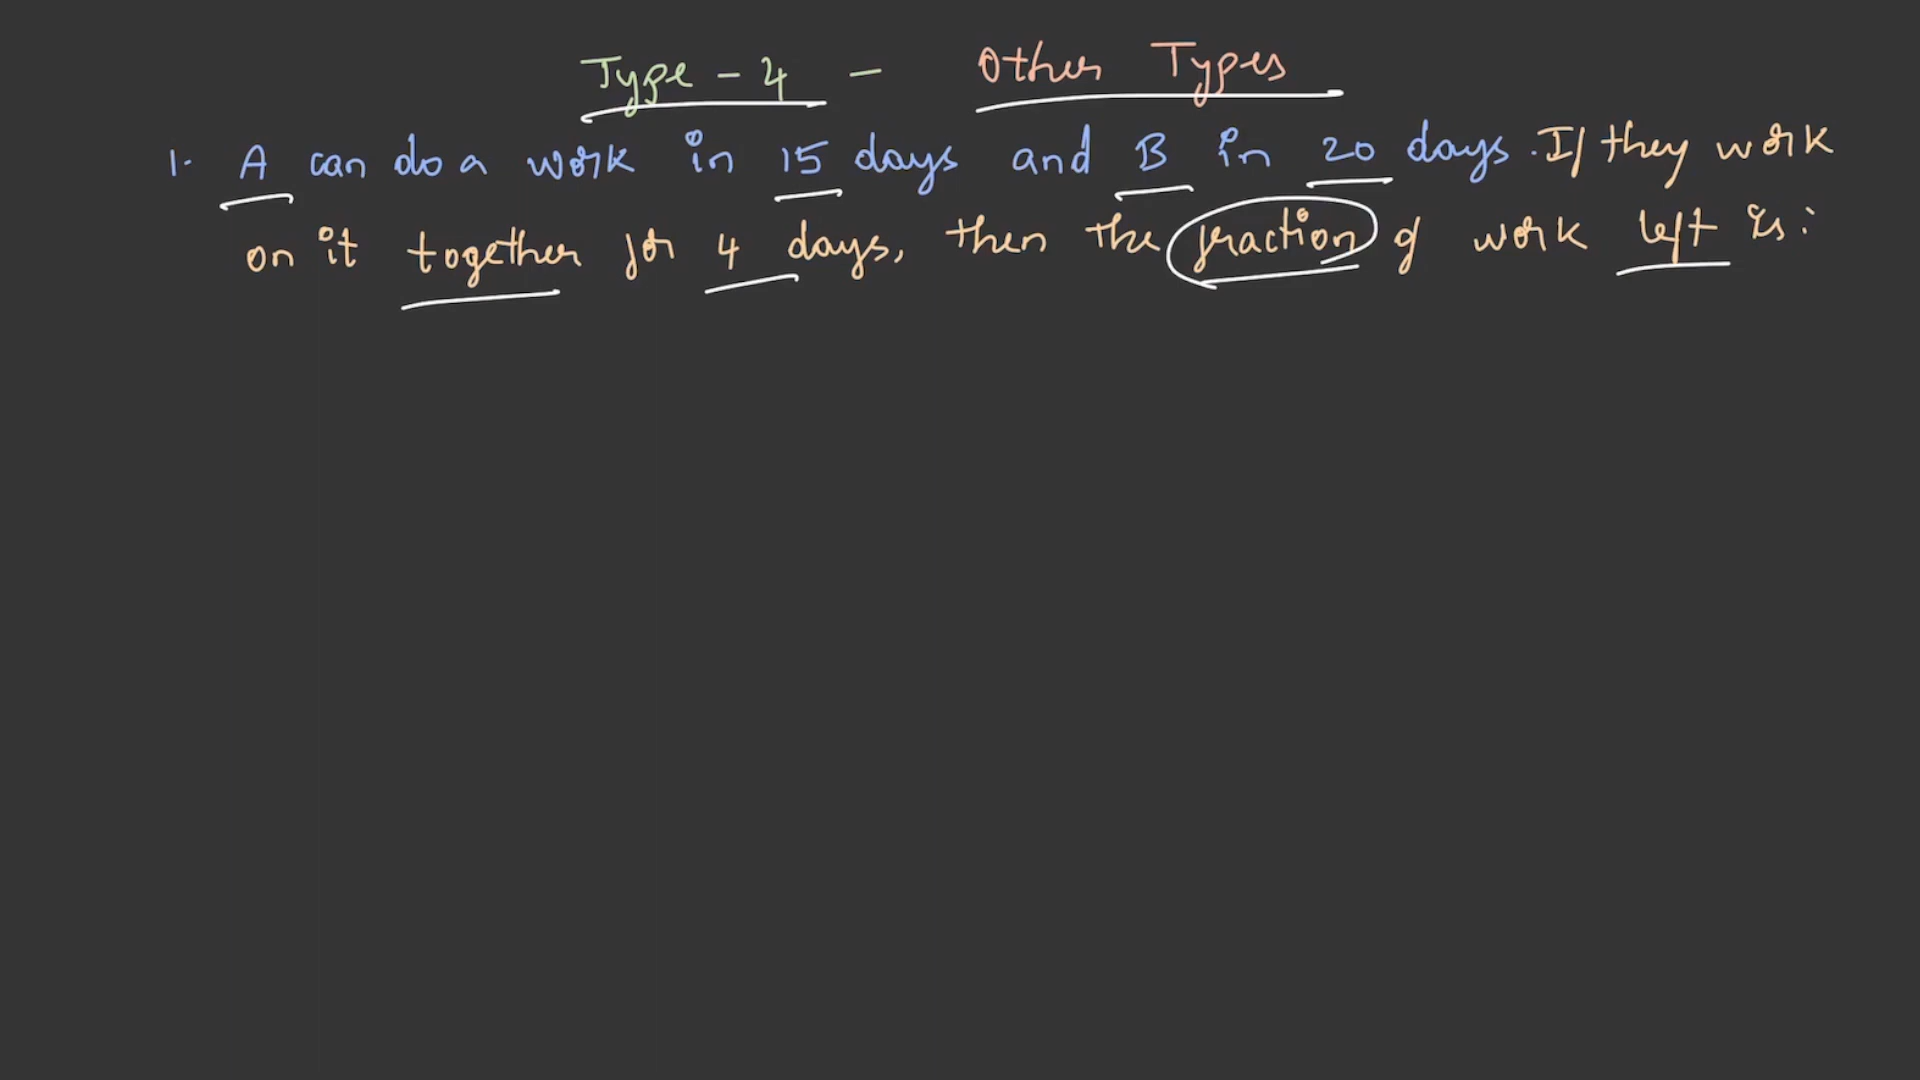 Type - 4 - Other Types
1. A can do a work in 15 days and B in 20 days. If they work
on it together for 4 days, then the fraction of work left is: